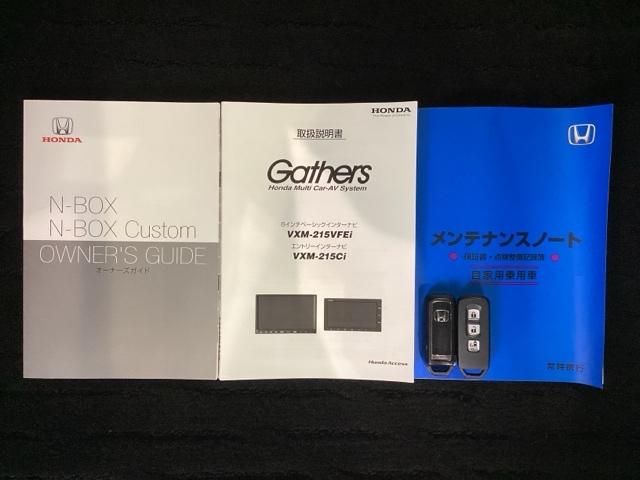 HONDA
N-BOX
N-BOX Custom
OWNER'S GUIDE
オーナーズガイド
HONDA
取扱説明書
Gathers
Honda Multi Car-AV System
8インチベーシックインターナビ
VXM-215VFEi
エントリーインターナビ
VXM-215Ci
Honda Access
メンテナンスノート
保証書・点検整備記録簿
自家用乗用車
常時携行